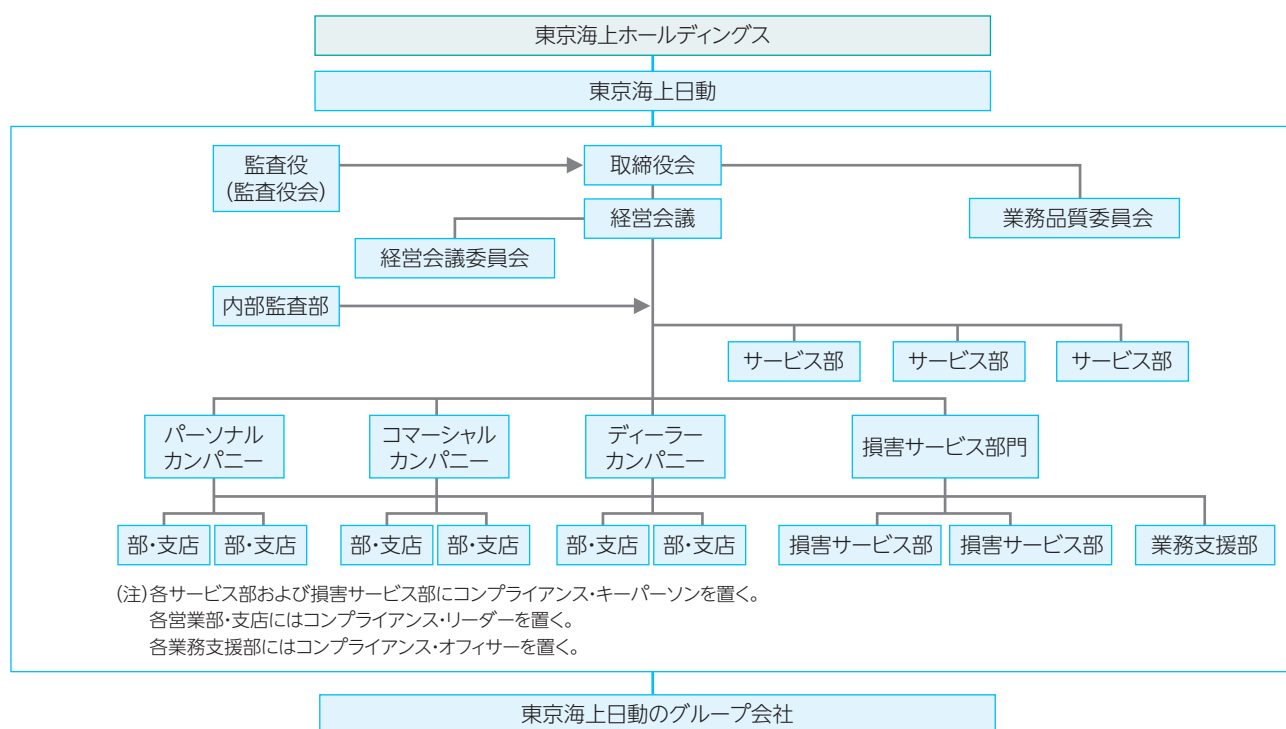 東京海上ホールディングス
東京海上日動
監査役
(監査役会)
取締役会
経営会議
業務品質委員会
経営会議委員会
内部監査部
サービス部
サービス部
サービス部
パーソナル
カンパニー
コマーシャル
カンパニー
ディーラー
カンパニー
損害サービス部門
部・支店
部・支店
部・支店
部・支店
部・支店
部・支店
損害サービス部
損害サービス部
業務支援部
(注)各サービス部および損害サービス部にコンプライアンス・キーパーソンを置く。
各営業部・支店にはコンプライアンス・リーダーを置く。
各業務支援部にはコンプライアンス・オフィサーを置く。
東京海上日動のグループ会社